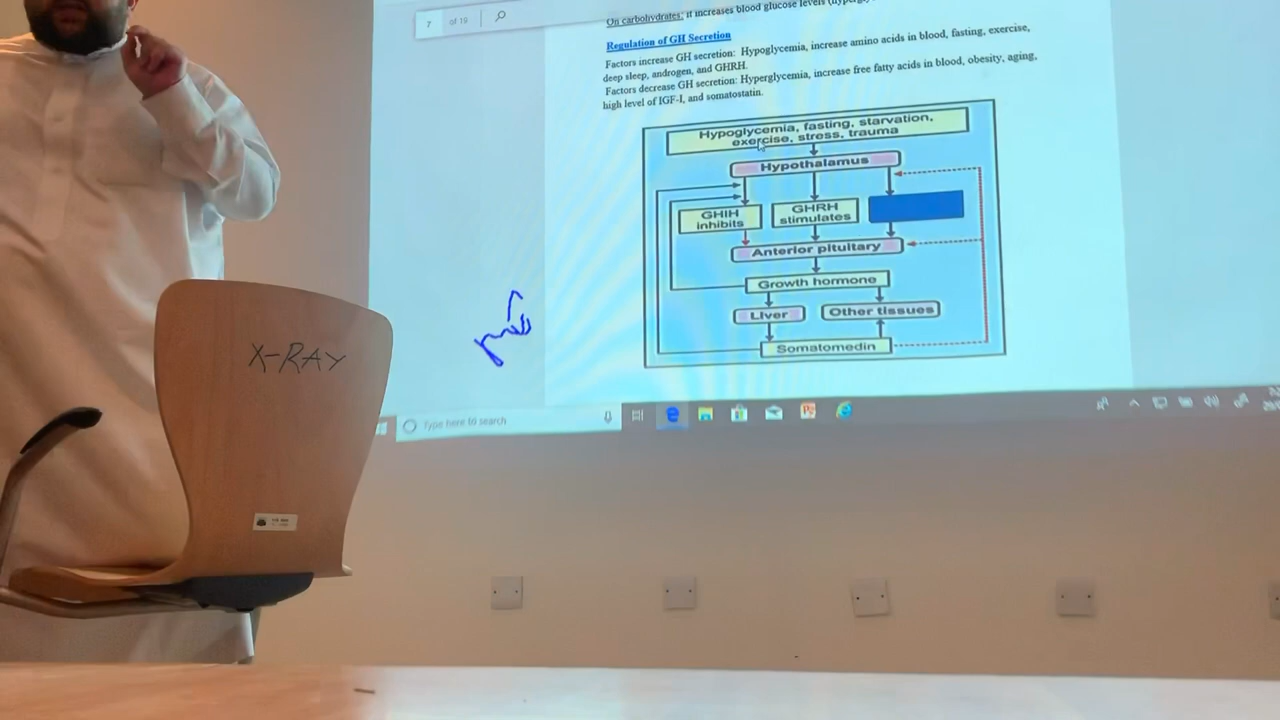 7 of 19
On carbohydrates: it increases blood glucose levels
Regulation of GH Secretion
Factors increase GH secretion: Hypoglycemia, increase amino acids in blood, fasting, exercise,
deep sleep, androgen, and GHRH.
Factors decrease GH secretion: Hyperglycemia, increase free fatty acids in blood, obesity, aging,
high level of IGF-I, and somatostatin.
Hypoglycemia, fasting, starvation,
exercise, stress, trauma
Hypothalamus
GHIH
inhibits
GHRH
stimulates
Anterior pituitary
Growth hormone
Liver
Other tissues
Somatomedin
Type here to search
X-RAY